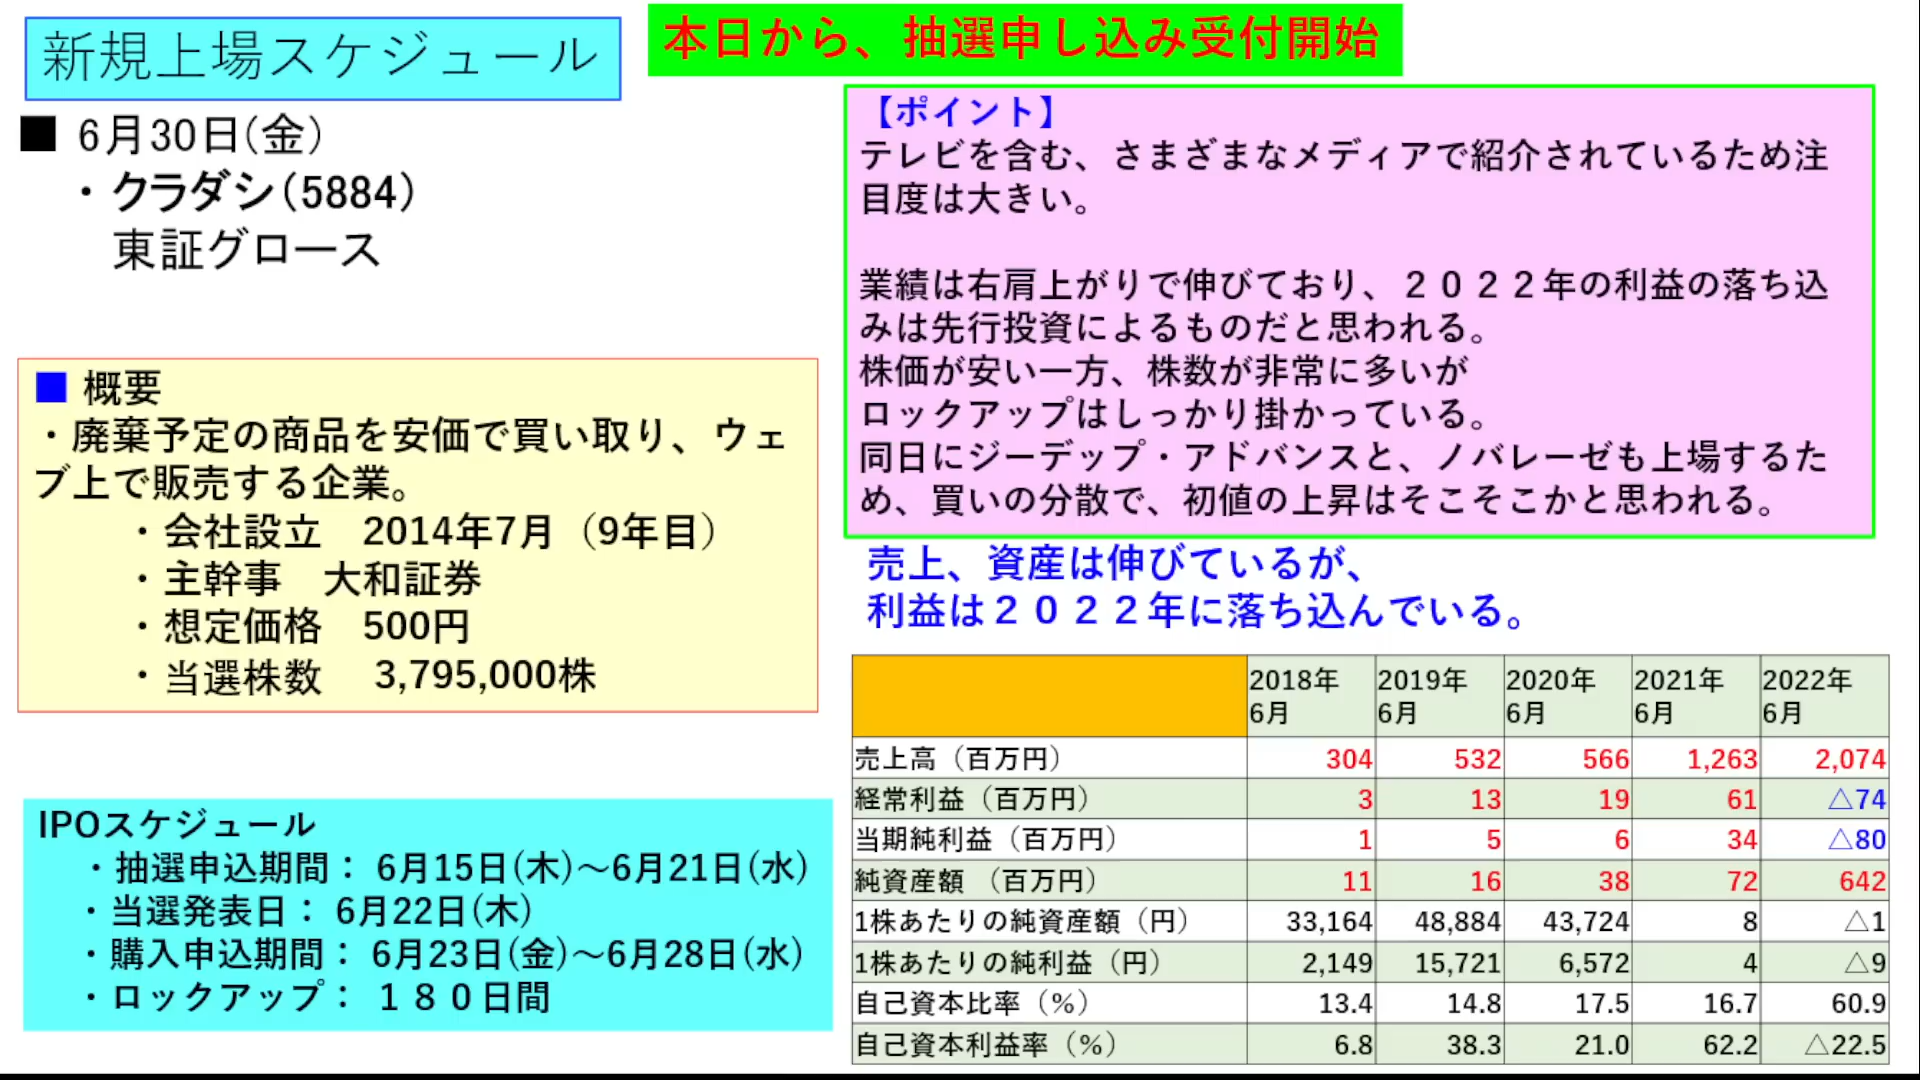 新規上場スケジュール
本日から、抽選申し込み受付開始
■ 6月30日(金)
・クラダシ(5884)
東証グロース
■ 概要
・廃棄予定の商品を安価で買い取り、ウェ
ブ上で販売する企業。
・会社設立　2014年7月（9年目）
・主幹事　大和証券
・想定価格　500円
・当選株数　3,795,000株
IPOスケジュール
・抽選申込期間： 6月15日(木)～6月21日(水)
・当選発表日： 6月22日(木)
・購入申込期間： 6月23日(金)～6月28日(水)
・ロックアップ： １８０日間
【ポイント】
テレビを含む、さまざまなメディアで紹介されているため注
目度は大きい。
業績は右肩上がりで伸びており、２０２２年の利益の落ち込
みは先行投資によるものだと思われる。
株価が安い一方、株数が非常に多いが
ロックアップはしっかり掛かっている。
同日にジーデップ・アドバンスと、ノバレーゼも上場するた
め、買いの分散で、初値の上昇はそこそこかと思われる。
売上、資産は伸びているが、
利益は２０２２年に落ち込んでいる。
2018年 2019年 2020年 2021年 2022年
6月 6月 6月 6月 6月
売上高（百万円） 304 532 566 1,263 2,074
経常利益（百万円） 3 13 19 61 △74
当期純利益（百万円） 1 5 6 34 △80
純資産額 （百万円） 11 16 38 72 642
1株あたりの純資産額（円） 33,164 48,884 43,724 8 △1
1株あたりの純利益（円） 2,149 15,721 6,572 4 △9
自己資本比率（%） 13.4 14.8 17.5 16.7 60.9
自己資本利益率（%） 6.8 38.3 21.0 62.2 △22.5